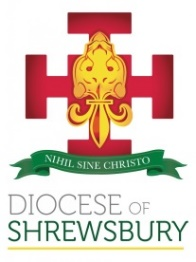 NIHIL SINE CHRISTO
DIOCESE OF
SHREWSBURY